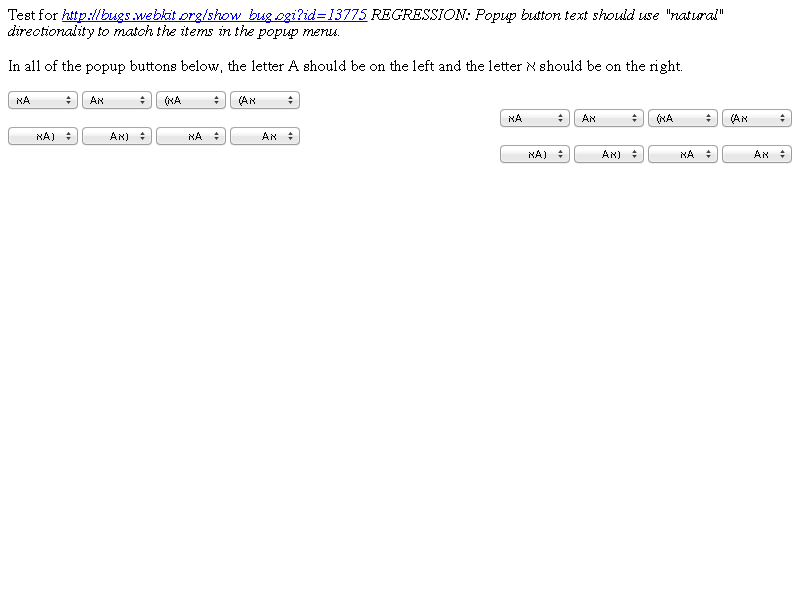 Test for http://bugs.webkit.org/show_bug.cgi?id=13775 REGRESSION: Popup button text should use "natural"
directionality to match the items in the popup menu.
In all of the popup buttons below, the letter A should be on the left and the letter א should be on the right.
אA Aא (אA (Aא
אA Aא (אA (Aא
אA) Aא) אA Aא
אA) Aא) אA Aא